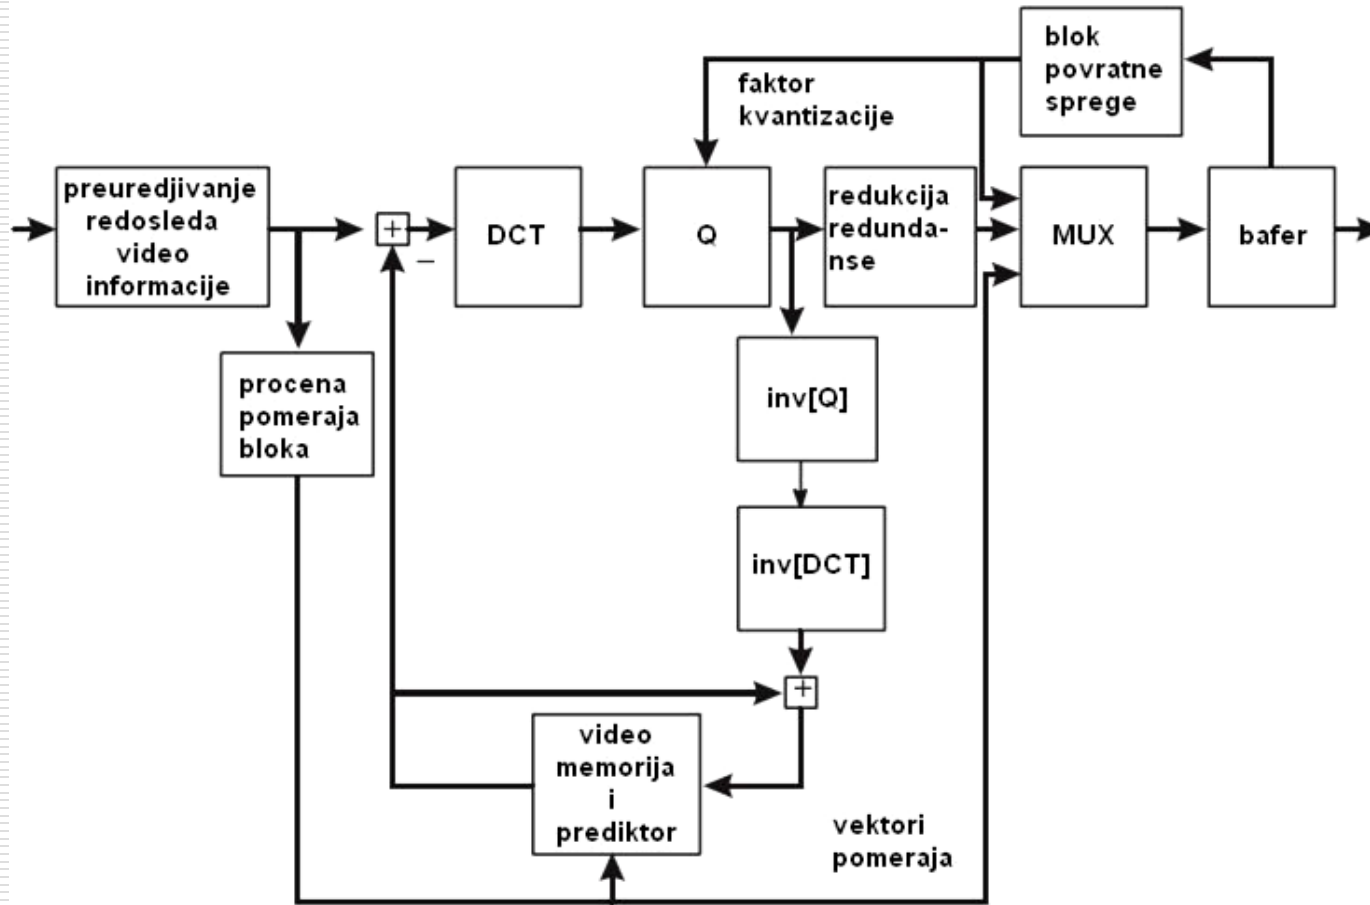 blok
povratne
sprege
faktor
kvantizacije
preuredjivanje
redosleda
video
informacije
+
–
DCT
Q
redukcija
redunda-
nse
MUX
bafer
procena
pomeraja
bloka
inv[Q]
inv[DCT]
+
video
memorija
i
prediktor
vektori
pomeraja